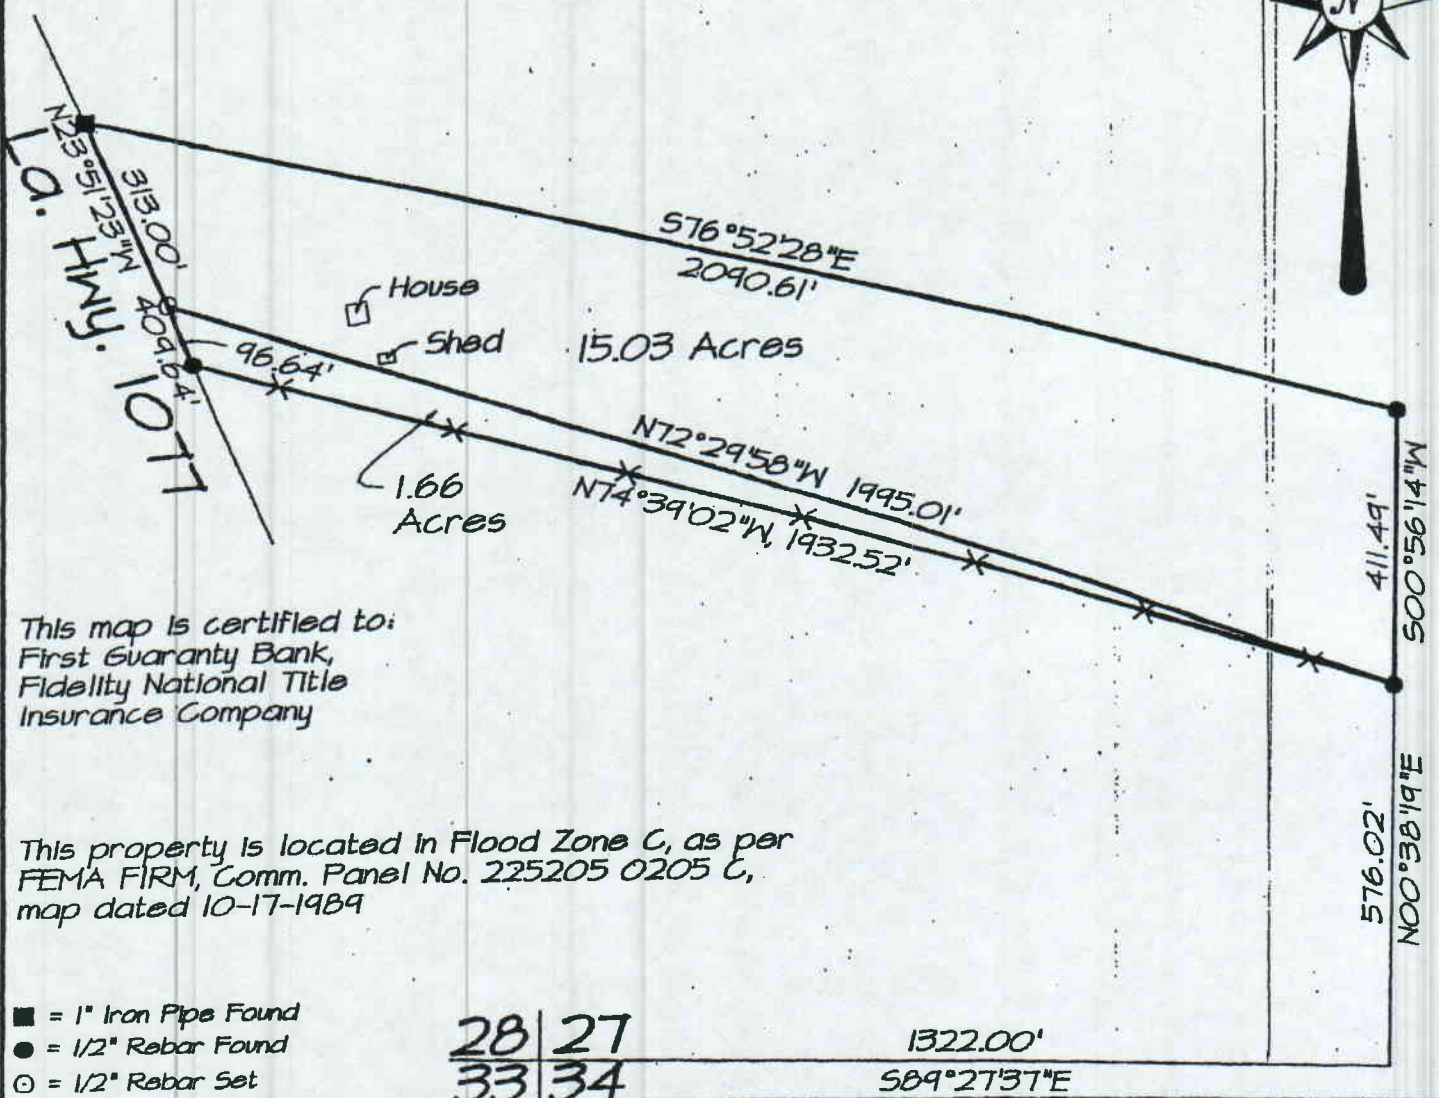 N
La. Hwy. 1077
N23°51'23"W
313.00'
409.64'
96.64'
S76°52'28"E
2090.61'
House
Shed
15.03 Acres
N72°29'58"W 1995.01'
N74°39'02"W, 1932.52'
1.66
Acres
411.49'
S00°56'14"W
This map is certified to:
First Guaranty Bank,
Fidelity National Title
Insurance Company
576.02'
N00°38'19"E
This property is located in Flood Zone C, as per
FEMA FIRM, Comm. Panel No. 225205 0205 C,
map dated 10-17-1989
■ = 1" Iron Pipe Found
● = 1/2" Rebar Found
⊙ = 1/2" Rebar Set
28 27
33 34
1322.00'
S89°27'37"E